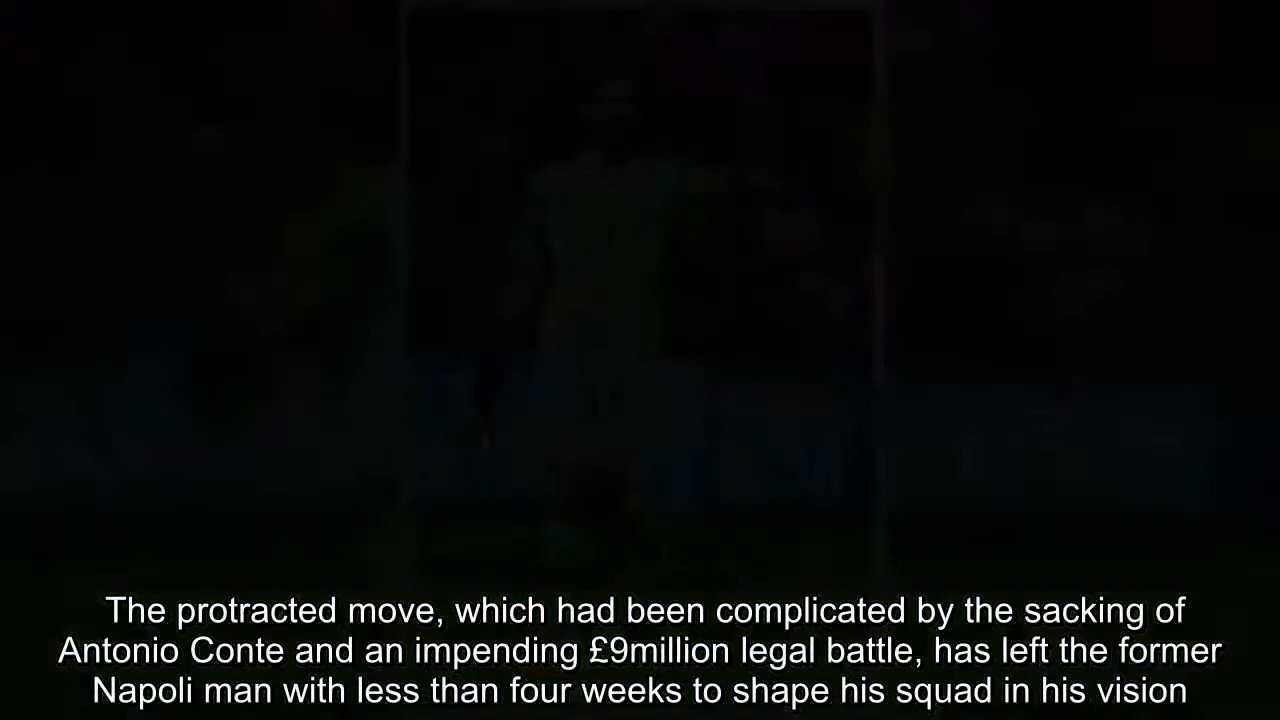 The protracted move, which had been complicated by the sacking of
Antonio Conte and an impending £9million legal battle, has left the former
Napoli man with less than four weeks to shape his squad in his vision